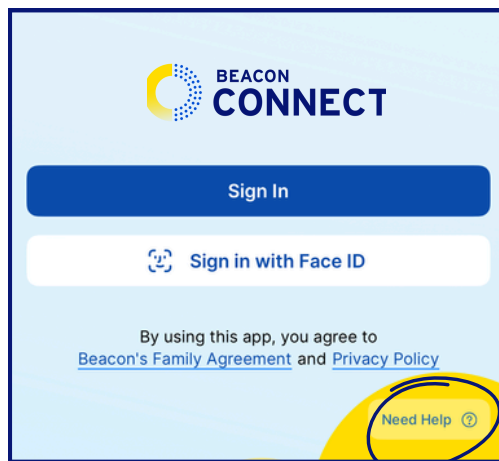 BEACON
CONNECT
Sign In
Sign in with Face ID
By using this app, you agree to
Beacon's Family Agreement and Privacy Policy
Need Help ?